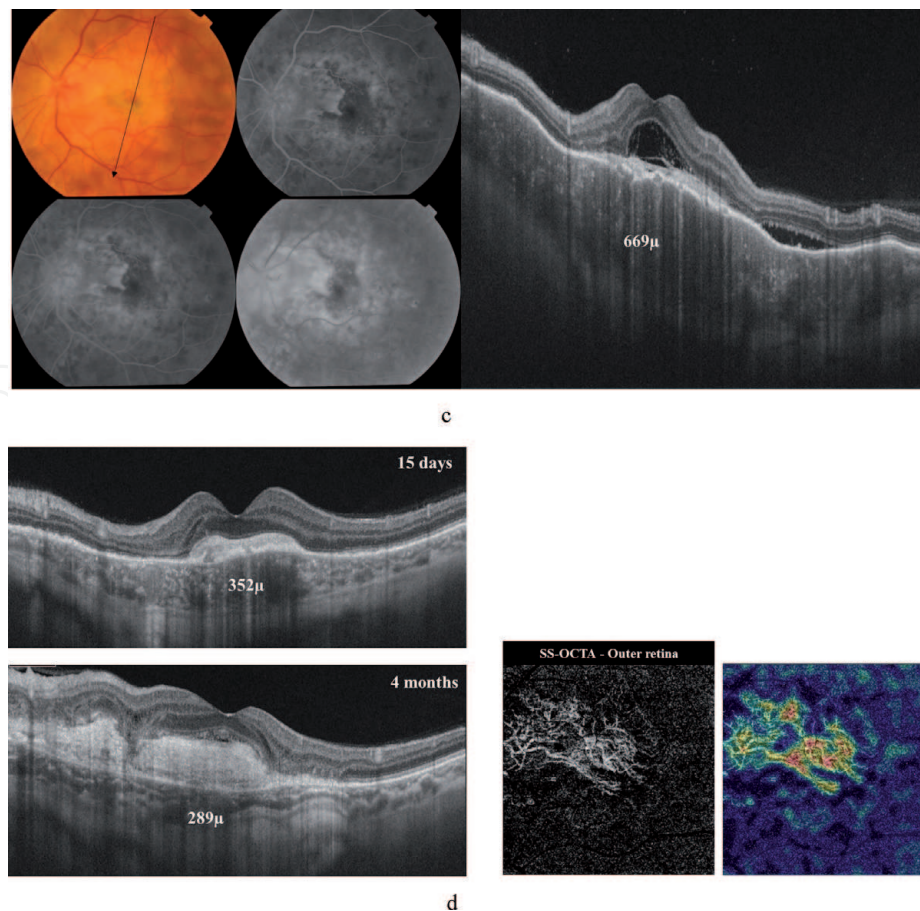 669µ
c
15 days
352µ
4 months
289µ
SS-OCTA - Outer retina
d